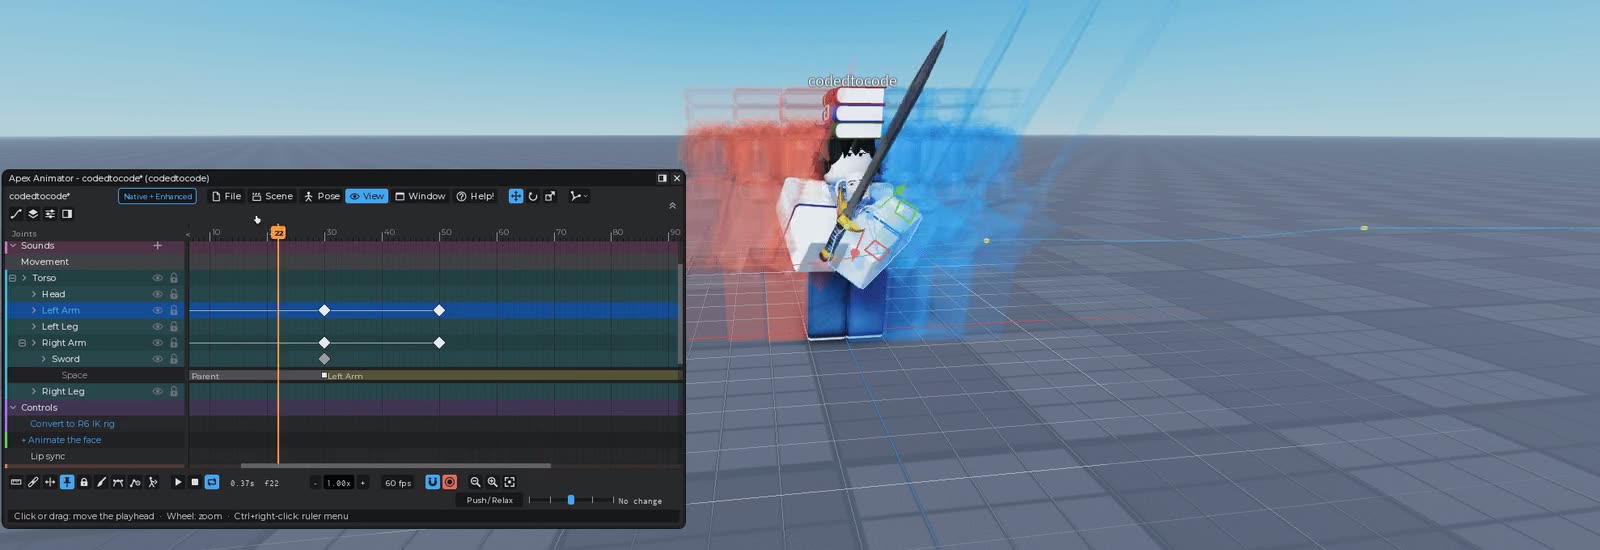 codedtocode
Apex Animator - codedtocode* (codedtocode)
codedtocode*
Native + Enhanced
File
Scene
Pose
View
Window
Help!
Joints
<
10
22
30
40
50
60
70
80
90
Sounds
Movement
Torso
Head
Left Arm
Left Leg
Right Arm
Sword
Space
Parent
Left Arm
Right Leg
Controls
Convert to R6 IK rig
+ Animate the face
Lip sync
0.37s f22
- 1.00x +
60 fps
Push/Relax
No change
Click or drag: move the playhead · Wheel: zoom · Ctrl+right-click: ruler menu